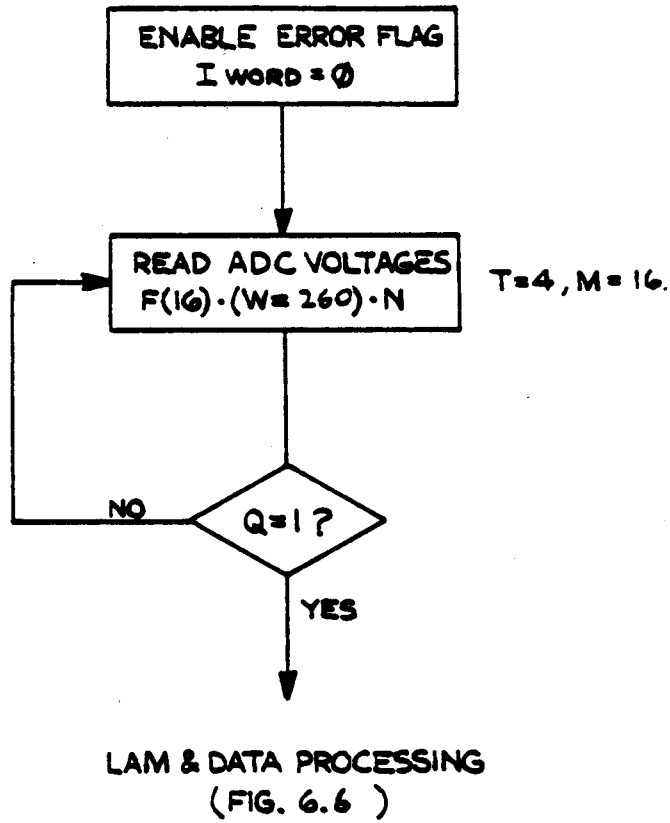 ENABLE ERROR FLAG
I WORD = Ø
READ ADC VOLTAGES
F(16)·(W=260)·N
T=4, M=16.
Q=1?
NO
YES
LAM & DATA PROCESSING
(FIG. 6.6 )